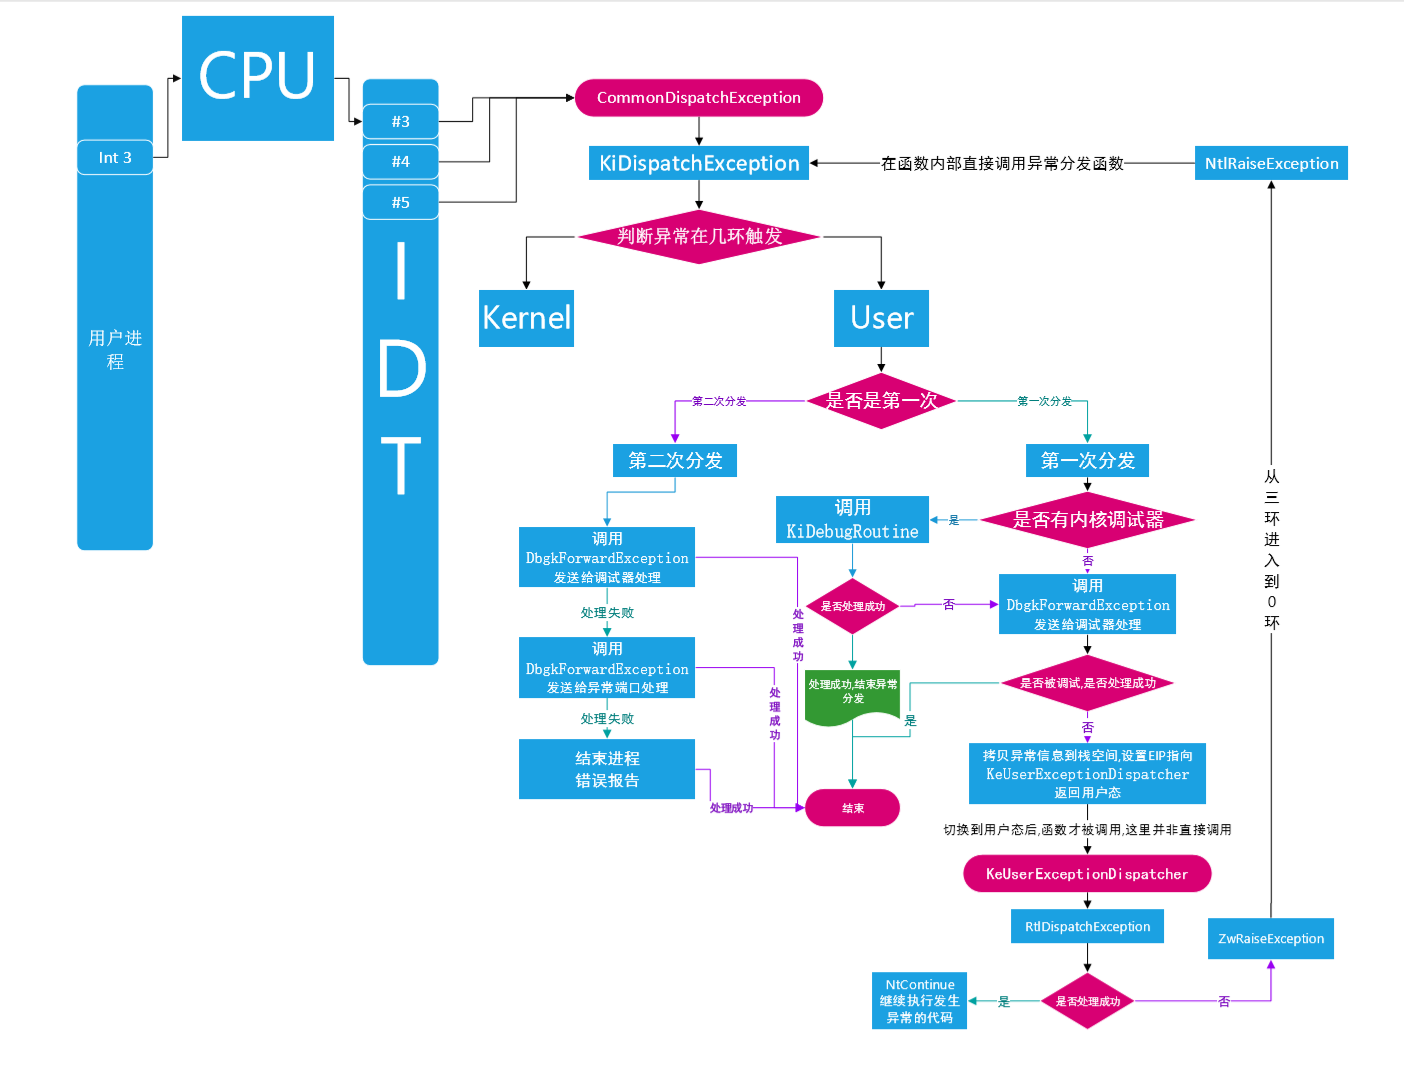 CPU
Int 3
用户进
程
#3
#4
#5
I
D
T
CommonDispatchException
KiDispatchException
在函数内部直接调用异常分发函数
NtlRaiseException
判断异常在几环触发
Kernel
User
是否是第一次
第二次分发
第一次分发
第二次分发
第一次分发
调用
KiDebugRoutine
是
是否有内核调试器
否
调用
DbgkForwardException
发送给调试器处理
处理失败
调用
DbgkForwardException
发送给异常端口处理
处理失败
结束进程
错误报告
处理成功
处理成功
处理成功
是否处理成功
否
调用
DbgkForwardException
发送给调试器处理
处理成功,结束异常
分发
是否被调试,是否处理成功
是
否
结束
拷贝异常信息到栈空间,设置EIP指向
KeUserExceptionDispatcher
返回用户态
切换到用户态后,函数才被调用,这里并非直接调用
KeUserExceptionDispatcher
RtlDispatchException
是否处理成功
是
NtContinue
继续执行发生
异常的代码
否
ZwRaiseException
从三环进入到0环